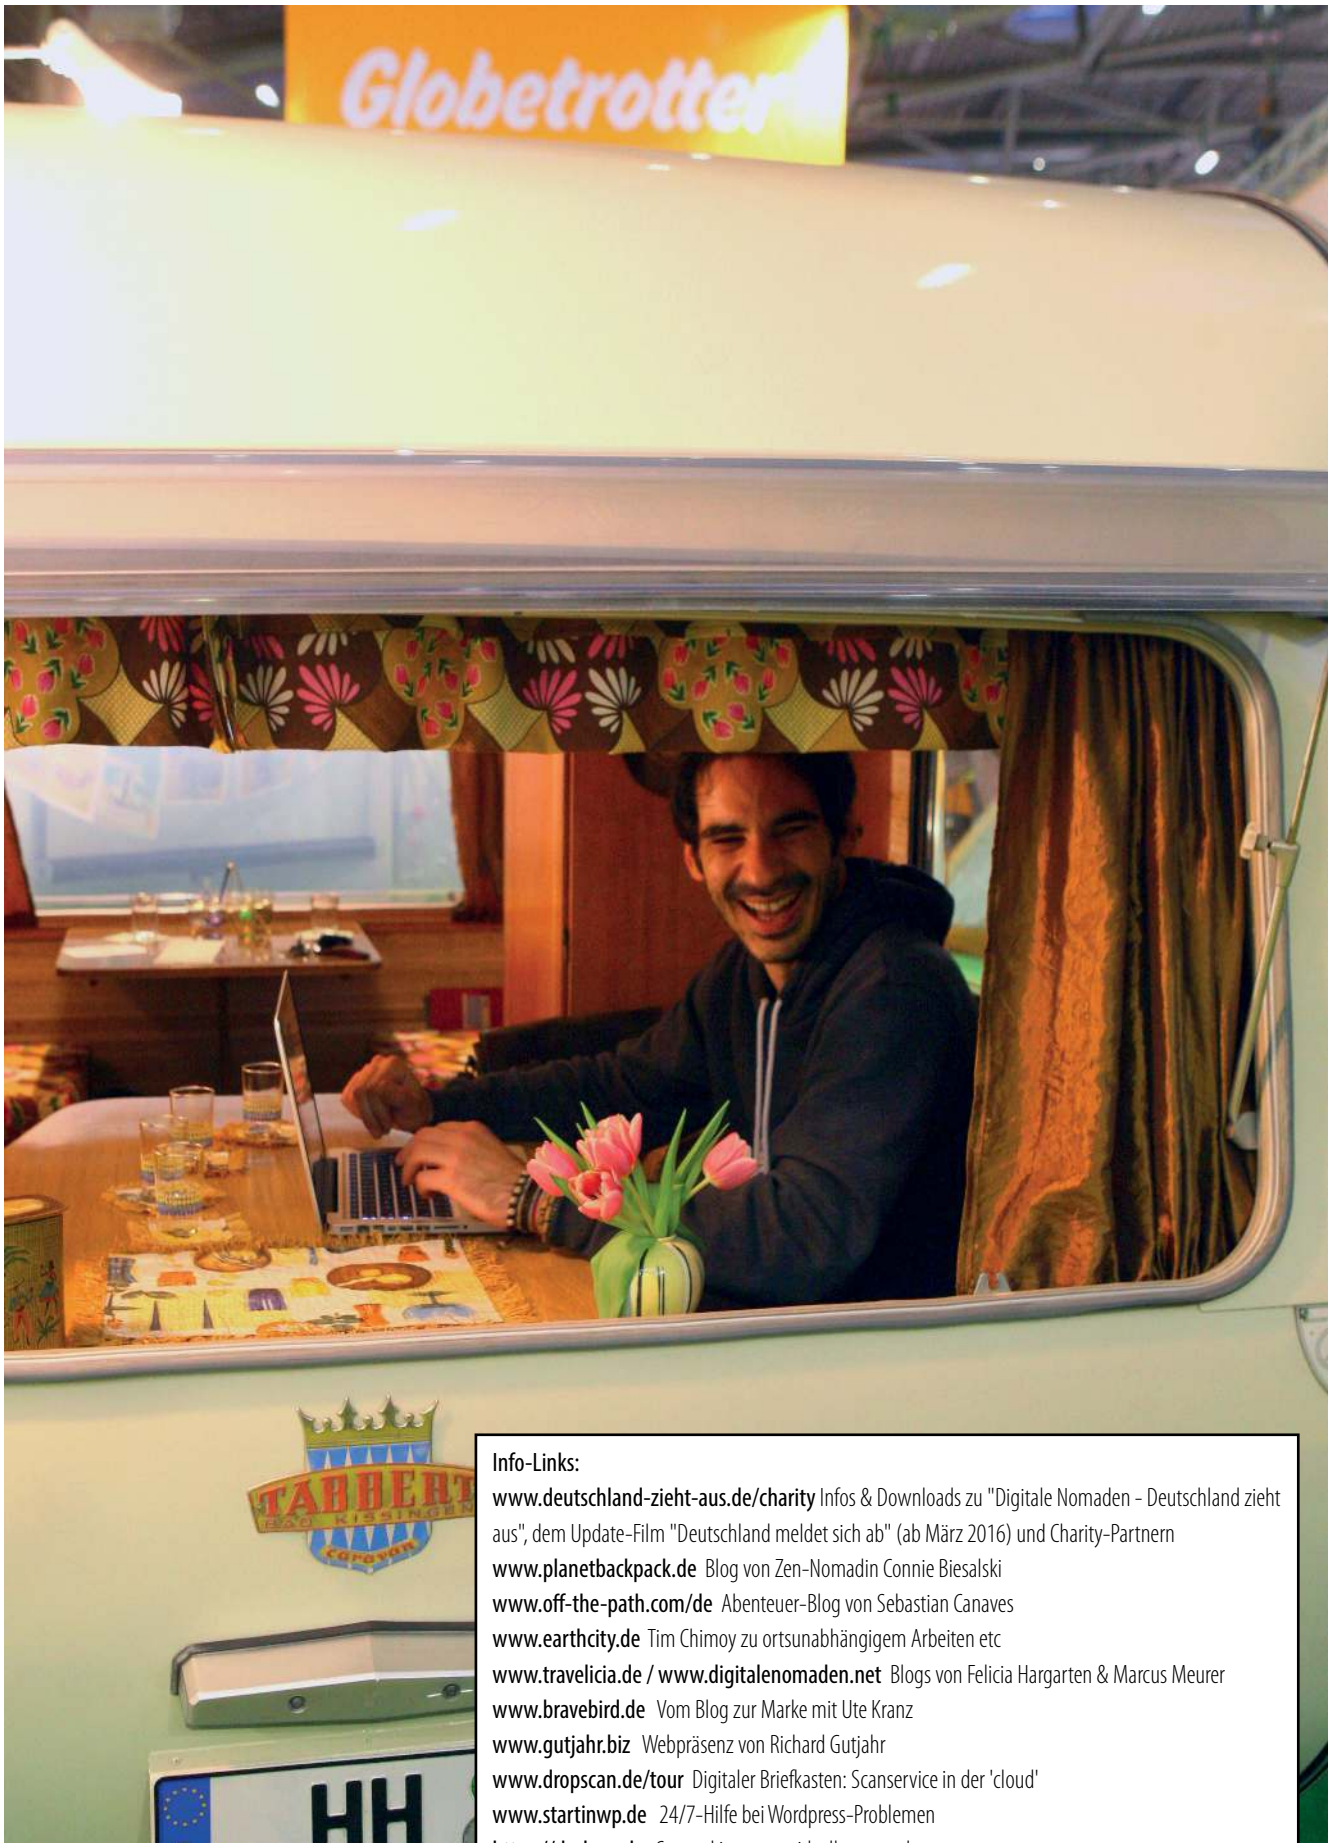 Globetrotter
TABBERT
BAD KISSINGEN
caravan
HH
Info-Links:
www.deutschland-zieht-aus.de/charity Infos & Downloads zu "Digitale Nomaden - Deutschland zieht
aus", dem Update-Film "Deutschland meldet sich ab" (ab März 2016) und Charity-Partnern
www.planetbackpack.de Blog von Zen-Nomadin Connie Biesalski
www.off-the-path.com/de Abenteuer-Blog von Sebastian Canaves
www.earthcity.de Tim Chimoy zu ortsunabhängigem Arbeiten etc
www.travelicia.de / www.digitalenomaden.net Blogs von Felicia Hargarten & Marcus Meurer
www.bravebird.de Vom Blog zur Marke mit Ute Kranz
www.gutjahr.biz Webpräsenz von Richard Gutjahr
www.dropscan.de/tour Digitaler Briefkasten: Scanservice in der 'cloud'
www.startinwp.de 24/7-Hilfe bei Wordpress-Problemen